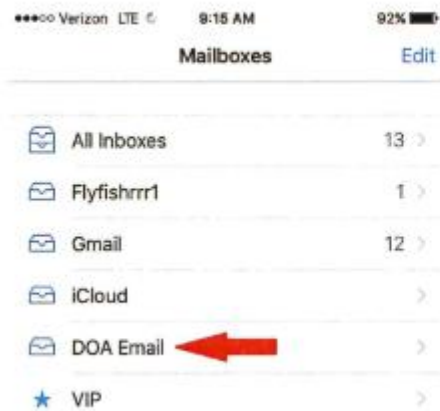 Verizon LTE 9:15 AM 92%
Mailboxes Edit
All Inboxes 13
Flyfishrrr1 1
Gmail 12
iCloud
DOA Email
VIP